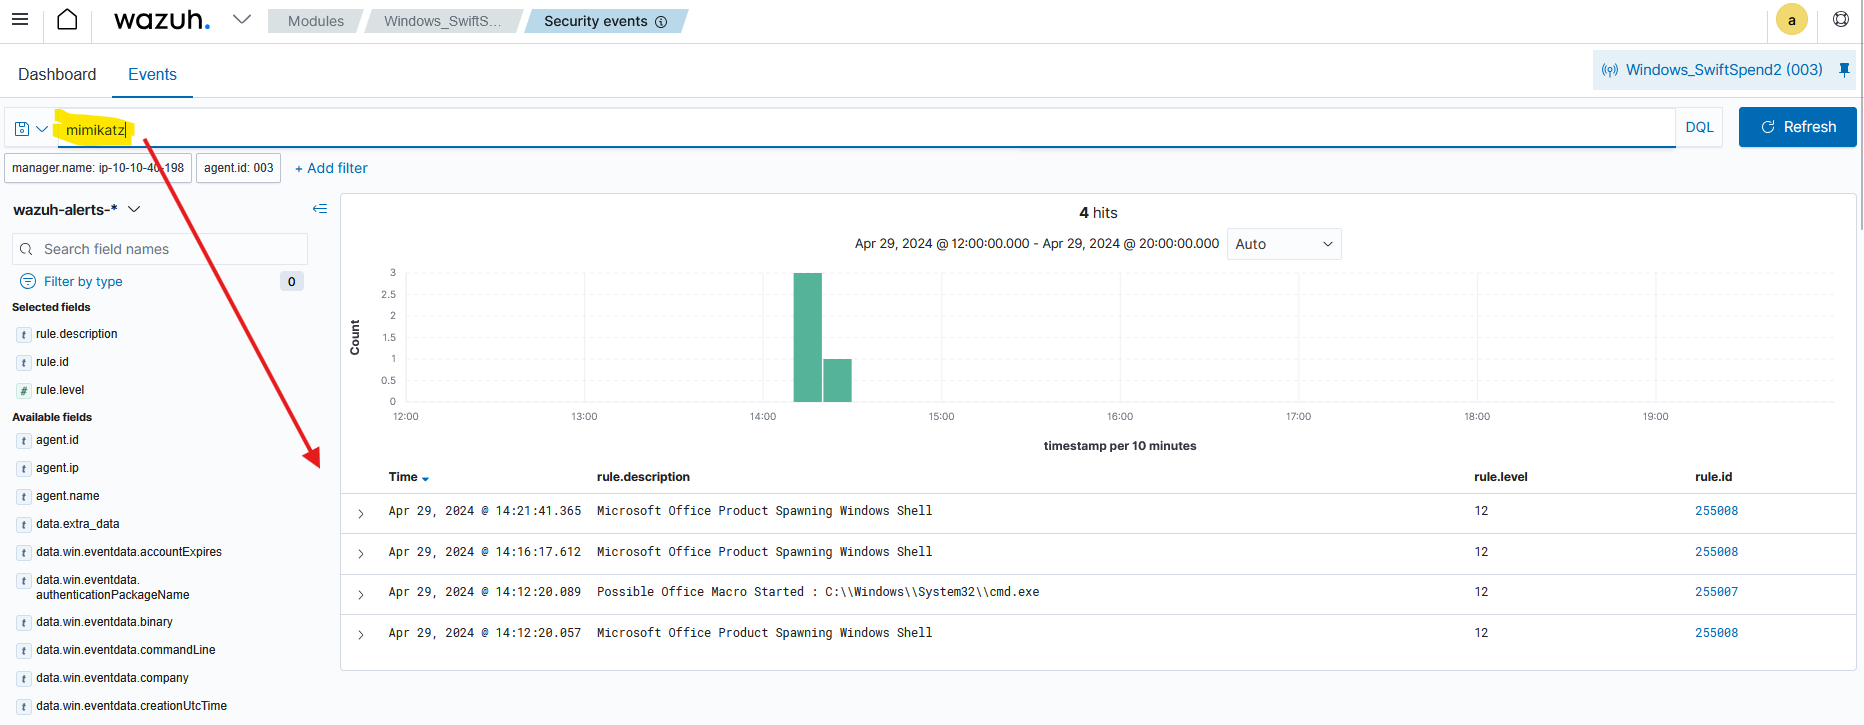 wazuh.
Modules
Windows_SwiftS...
Security events
a
Dashboard
Events
Windows_SwiftSpend2 (003)
mimikatz
DQL
Refresh
manager.name: ip-10-10-40-198
agent.id: 003
+ Add filter
wazuh-alerts-*
Search field names
Filter by type
0
Selected fields
t rule.description
t rule.id
# rule.level
Available fields
t agent.id
t agent.ip
t agent.name
t data.extra_data
t data.win.eventdata.accountExpires
t data.win.eventdata.
authenticationPackageName
t data.win.eventdata.binary
t data.win.eventdata.commandLine
t data.win.eventdata.company
t data.win.eventdata.creationUtcTime
4 hits
Apr 29, 2024 @ 12:00:00.000 - Apr 29, 2024 @ 20:00:00.000
Auto
Count
3
2.5
2
1.5
1
0.5
0
12:00 13:00 14:00 15:00 16:00 17:00 18:00 19:00
timestamp per 10 minutes
Time rule.description rule.level rule.id
Apr 29, 2024 @ 14:21:41.365 Microsoft Office Product Spawning Windows Shell 12 255008
Apr 29, 2024 @ 14:16:17.612 Microsoft Office Product Spawning Windows Shell 12 255008
Apr 29, 2024 @ 14:12:20.089 Possible Office Macro Started : C:\\Windows\\System32\\cmd.exe 12 255007
Apr 29, 2024 @ 14:12:20.057 Microsoft Office Product Spawning Windows Shell 12 255008